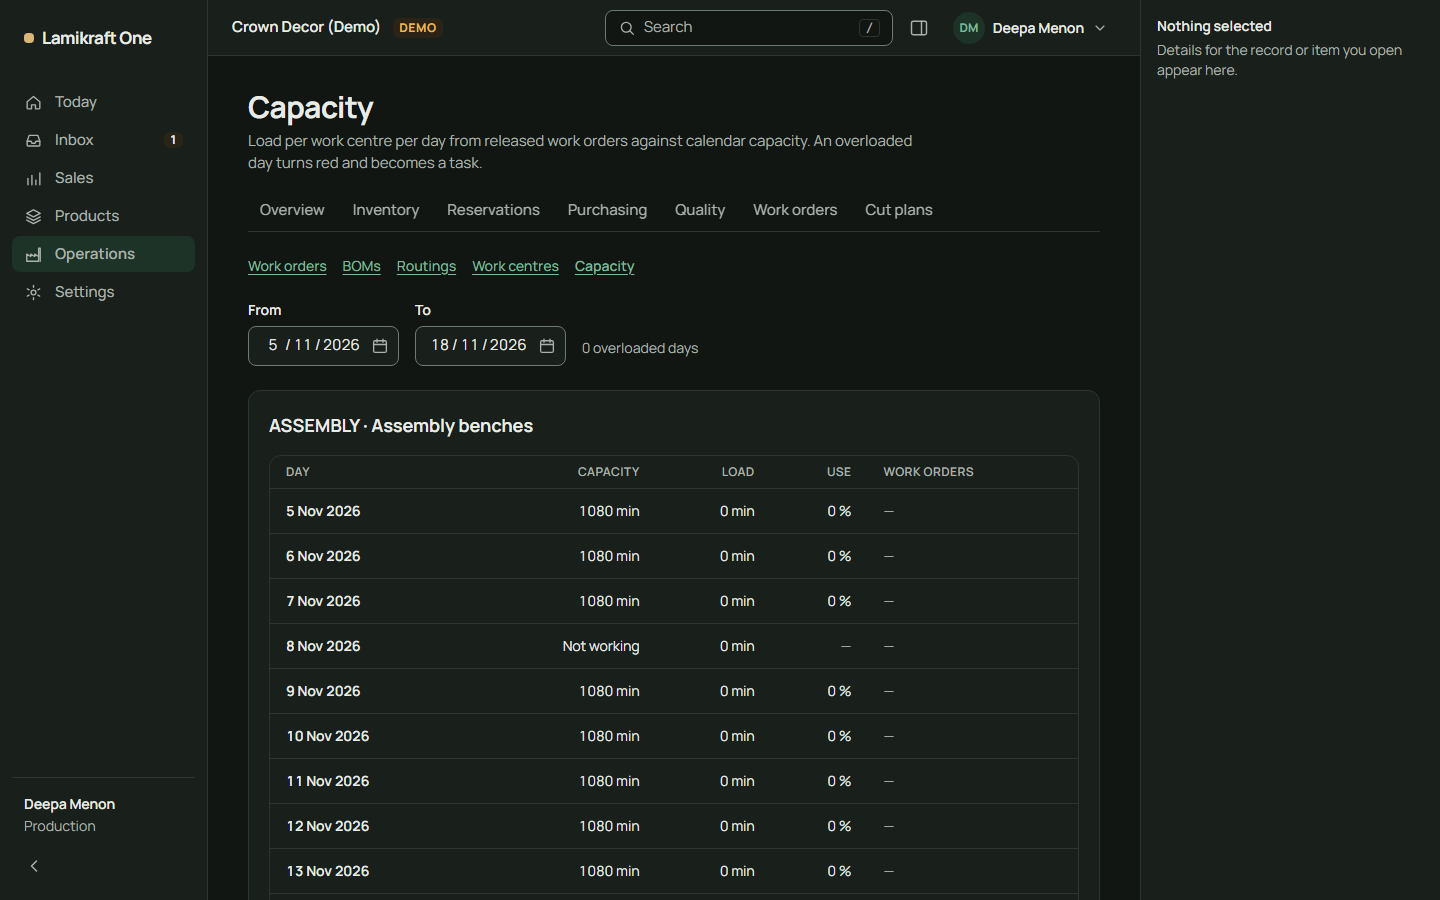 Lamikraft One
Today
Inbox 1
Sales
Products
Operations
Settings
Deepa Menon
Production
Crown Decor (Demo) DEMO
Search /
DM Deepa Menon
Capacity
Load per work centre per day from released work orders against calendar capacity. An overloaded
day turns red and becomes a task.
Overview Inventory Reservations Purchasing Quality Work orders Cut plans
Work orders BOMs Routings Work centres Capacity
From To
5 / 11 / 2026 18 / 11 / 2026 0 overloaded days
ASSEMBLY · Assembly benches
DAY CAPACITY LOAD USE WORK ORDERS
5 Nov 2026 1080 min 0 min 0 % —
6 Nov 2026 1080 min 0 min 0 % —
7 Nov 2026 1080 min 0 min 0 % —
8 Nov 2026 Not working 0 min — —
9 Nov 2026 1080 min 0 min 0 % —
10 Nov 2026 1080 min 0 min 0 % —
11 Nov 2026 1080 min 0 min 0 % —
12 Nov 2026 1080 min 0 min 0 % —
13 Nov 2026 1080 min 0 min 0 % —
Nothing selected
Details for the record or item you open
appear here.